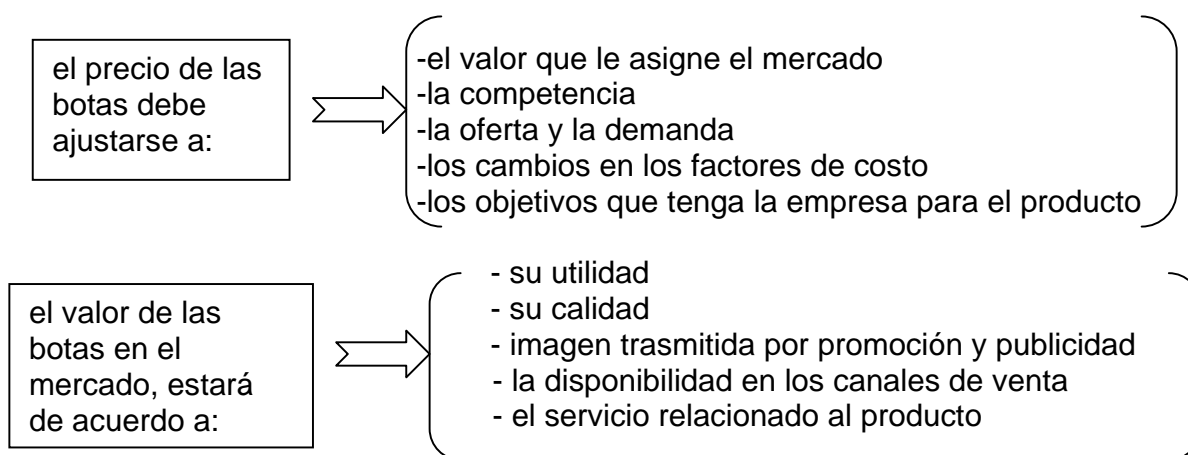 el precio de las
botas debe
ajustarse a:
-el valor que le asigne el mercado
-la competencia
-la oferta y la demanda
-los cambios en los factores de costo
-los objetivos que tenga la empresa para el producto
el valor de las
botas en el
mercado, estará
de acuerdo a:
- su utilidad
- su calidad
- imagen trasmitida por promoción y publicidad
- la disponibilidad en los canales de venta
- el servicio relacionado al producto